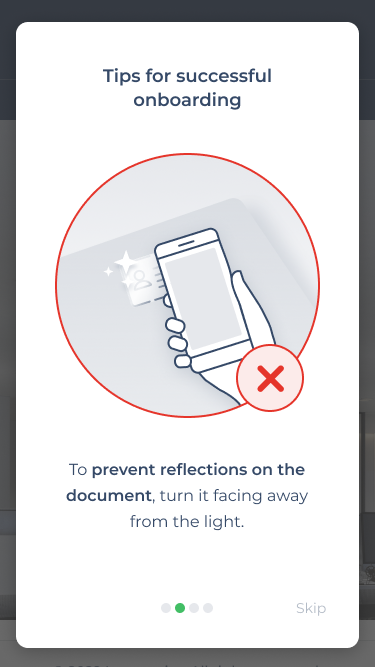 Tips for successful
onboarding
To prevent reflections on the
document, turn it facing away
from the light.
Skip